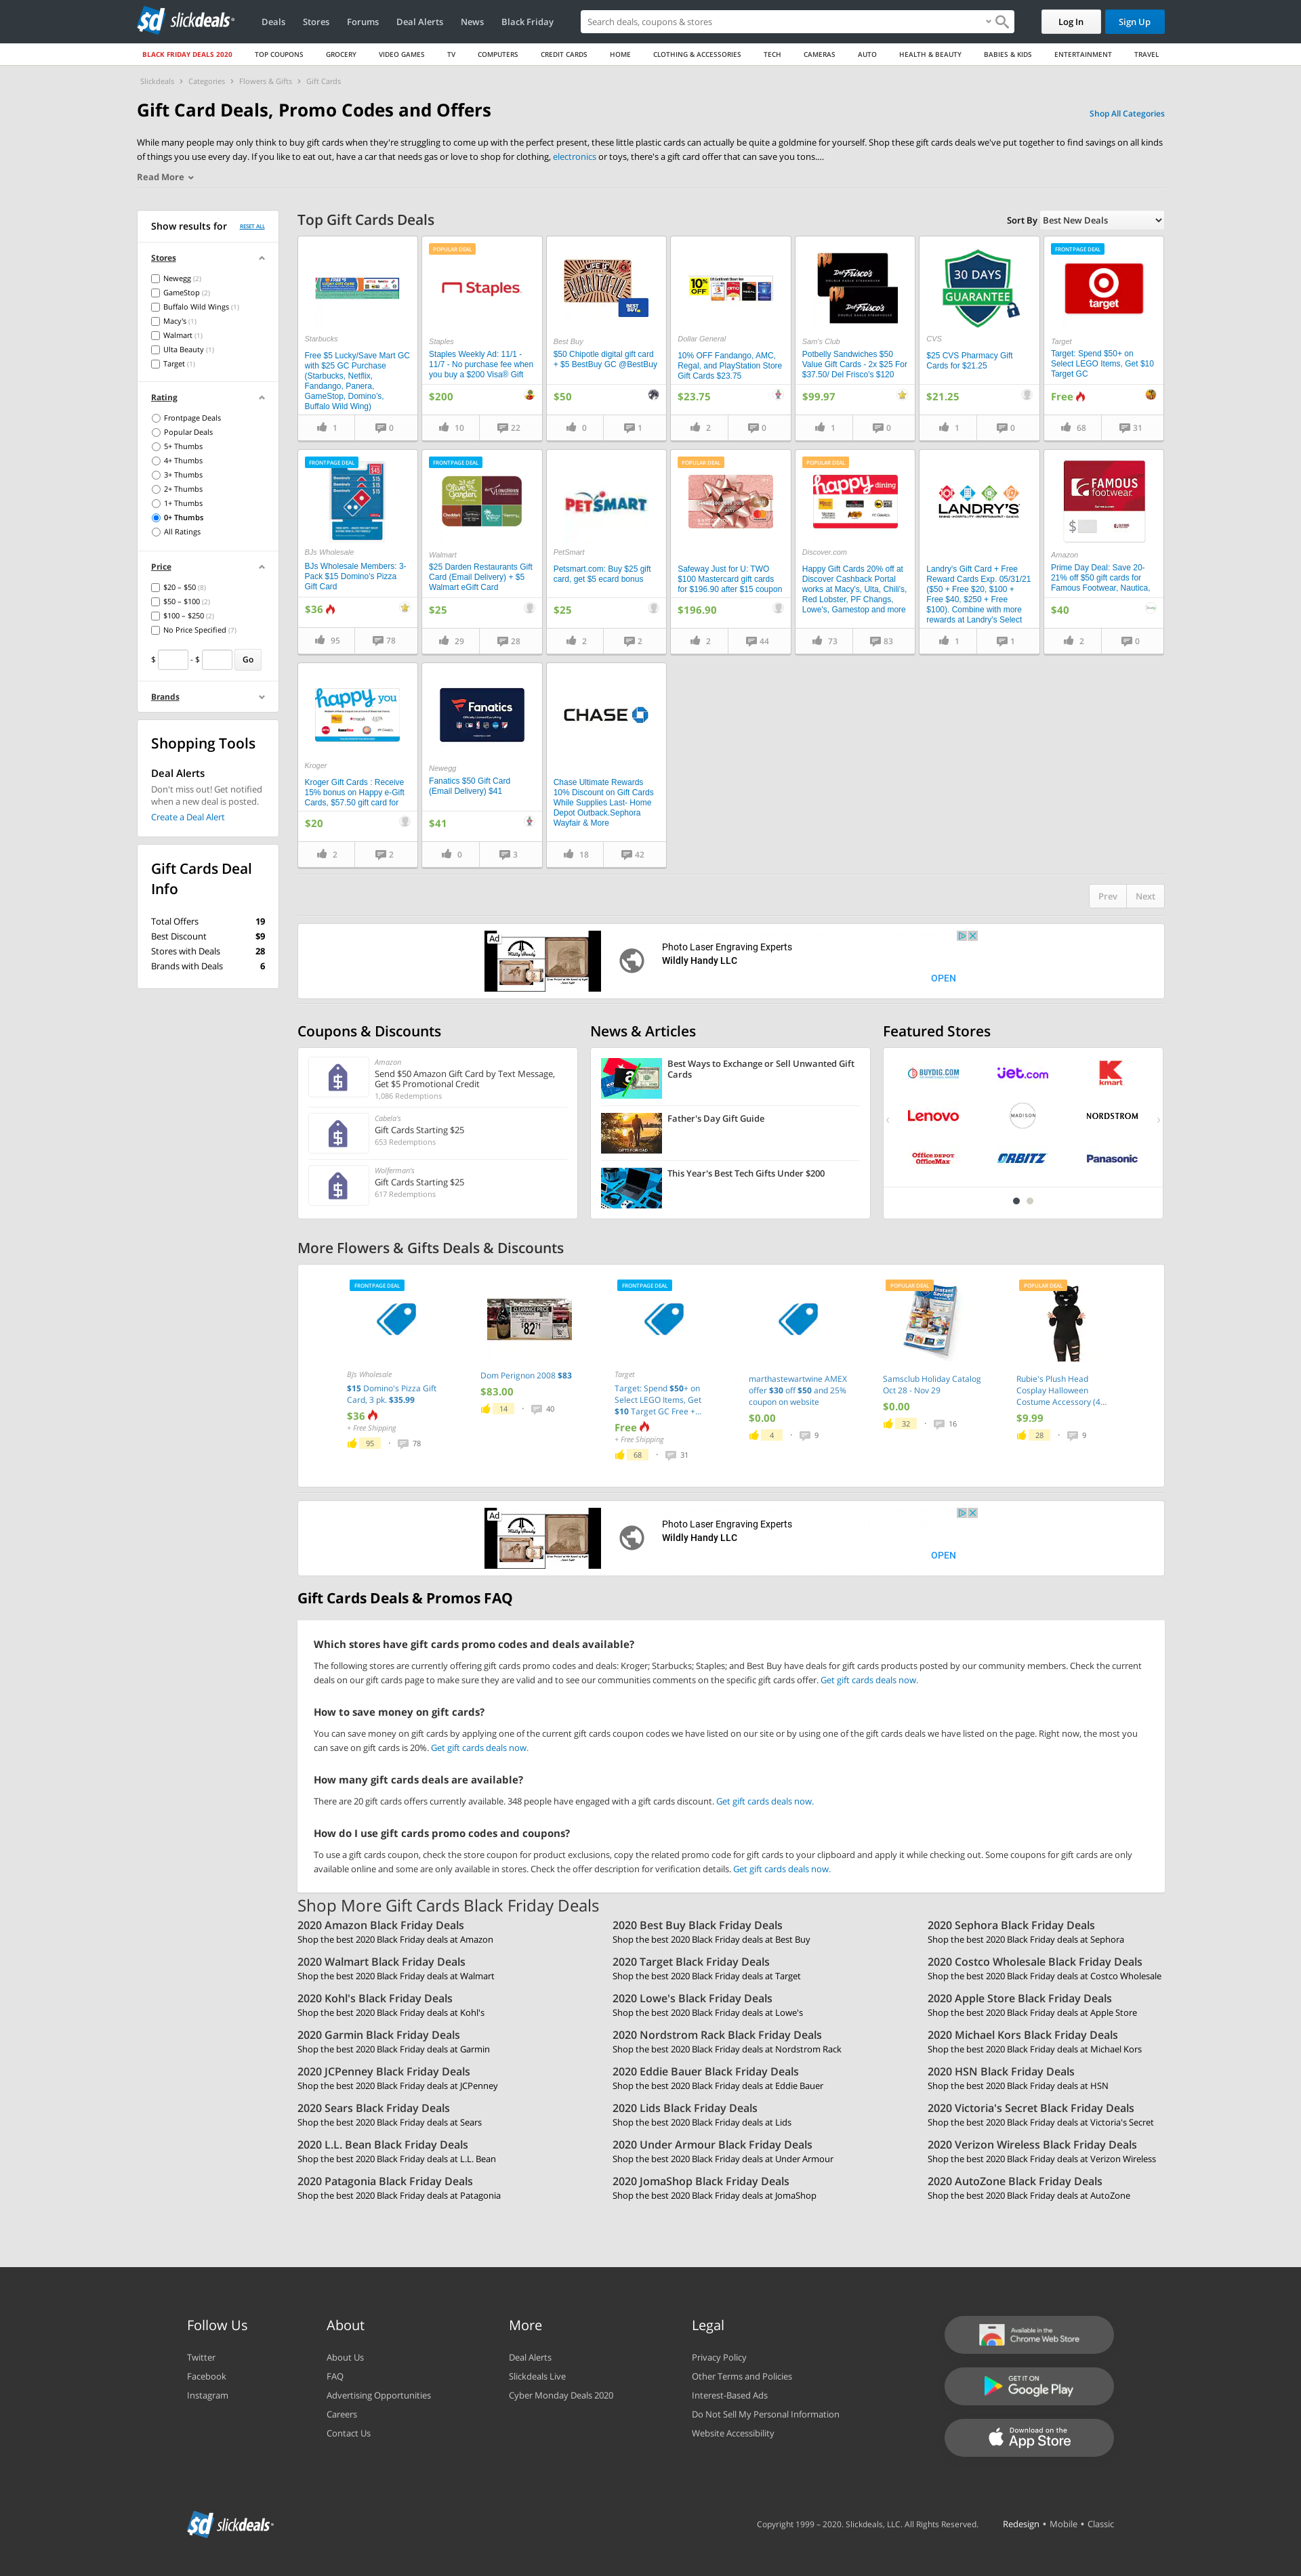 slickdeals
Deals Stores Forums Deal Alerts News Black Friday
Search deals, coupons & stores
Log In Sign Up
BLACK FRIDAY DEALS 2020 TOP COUPONS GROCERY VIDEO GAMES TV COMPUTERS CREDIT CARDS HOME CLOTHING & ACCESSORIES TECH CAMERAS AUTO HEALTH & BEAUTY BABIES & KIDS ENTERTAINMENT TRAVEL
Slickdeals > Categories > Flowers & Gifts > Gift Cards
Gift Card Deals, Promo Codes and Offers
Shop All Categories
While many people may only think to buy gift cards when they're struggling to come up with the perfect present, these little plastic cards can actually be quite a goldmine for yourself. Shop these gift cards deals we've put together to find savings on all kinds
of things you use every day. If you like to eat out, have a car that needs gas or love to shop for clothing, electronics or toys, there's a gift card offer that can save you tons....
Read More
Show results for
RESET ALL
Stores
Newegg (2)
GameStop (2)
Buffalo Wild Wings (1)
Macy's (1)
Walmart (1)
Ulta Beauty (1)
Target (1)
Rating
Frontpage Deals
Popular Deals
5+ Thumbs
4+ Thumbs
3+ Thumbs
2+ Thumbs
1+ Thumbs
0+ Thumbs
All Ratings
Price
$20 – $50 (8)
$50 – $100 (2)
$100 – $250 (2)
No Price Specified (7)
$ - $ Go
Brands
Shopping Tools
Deal Alerts
Don't miss out! Get notified
when a new deal is posted.
Create a Deal Alert
Gift Cards Deal
Info
Total Offers 19
Best Discount $9
Stores with Deals 28
Brands with Deals 6
Top Gift Cards Deals
Sort By Best New Deals
Starbucks
Free $5 Lucky/Save Mart GC
with $25 GC Purchase
(Starbucks, Netflix,
Fandango, Panera,
GameStop, Domino's,
Buffalo Wild Wing)
1 0
POPULAR DEAL
Staples
Staples
Staples Weekly Ad: 11/1 -
11/7 - No purchase fee when
you buy a $200 Visa® Gift
$200
10 22
BEST BUY
Best Buy
$50 Chipotle digital gift card
+ $5 BestBuy GC @BestBuy
$50
0 1
10% OFF
Dollar General
10% OFF Fandango, AMC,
Regal, and PlayStation Store
Gift Cards $23.75
$23.75
2 0
Del Frisco's
Del Frisco's
Sam's Club
Potbelly Sandwiches $50
Value Gift Cards - 2x $25 For
$37.50/ Del Frisco's $120
$99.97
1 0
30 DAYS
GUARANTEE
CVS
$25 CVS Pharmacy Gift
Cards for $21.25
$21.25
1 0
FRONTPAGE DEAL
target
Target
Target: Spend $50+ on
Select LEGO Items, Get $10
Target GC
Free
68 31
FRONTPAGE DEAL
BJs Wholesale
BJs Wholesale Members: 3-
Pack $15 Domino's Pizza
Gift Card
$36
95 78
FRONTPAGE DEAL
Olive Garden
Walmart
$25 Darden Restaurants Gift
Card (Email Delivery) + $5
Walmart eGift Card
$25
29 28
PETSMART
PetSmart
Petsmart.com: Buy $25 gift
card, get $5 ecard bonus
$25
2 2
POPULAR DEAL
Safeway Just for U: TWO
$100 Mastercard gift cards
for $196.90 after $15 coupon
$196.90
2 44
POPULAR DEAL
happy dining
Discover.com
Happy Gift Cards 20% off at
Discover Cashback Portal
works at Macy's, Ulta, Chili's,
Red Lobster, PF Changs,
Lowe's, Gamestop and more
73 83
LANDRY'S
Landry's Gift Card + Free
Reward Cards Exp. 05/31/21
($50 + Free $20, $100 +
Free $40, $250 + Free
$100). Combine with more
rewards at Landry's Select
1 1
FAMOUS
footwear
$
Amazon
Prime Day Deal: Save 20-
21% off $50 gift cards for
Famous Footwear, Nautica,
$40
2 0
happy you
Kroger
Kroger Gift Cards : Receive
15% bonus on Happy e-Gift
Cards, $57.50 gift card for
$20
2 2
Fanatics
Newegg
Fanatics $50 Gift Card
(Email Delivery) $41
$41
0 3
CHASE
Chase Ultimate Rewards
10% Discount on Gift Cards
While Supplies Last- Home
Depot Outback.Sephora
Wayfair & More
18 42
Prev Next
Ad
Photo Laser Engraving Experts
Wildly Handy LLC
OPEN
Coupons & Discounts
Amazon
Send $50 Amazon Gift Card by Text Message,
Get $5 Promotional Credit
1,086 Redemptions
Cabela's
Gift Cards Starting $25
653 Redemptions
Wolferman's
Gift Cards Starting $25
617 Redemptions
News & Articles
Best Ways to Exchange or Sell Unwanted Gift
Cards
GIFTS FOR DAD
Father's Day Gift Guide
This Year's Best Tech Gifts Under $200
Featured Stores
BUYDIG.COM Jet.com kmart
Lenovo MADISON NORDSTROM
Office DEPOT OfficeMax ORBITZ Panasonic
More Flowers & Gifts Deals & Discounts
FRONTPAGE DEAL
BJs Wholesale
$15 Domino's Pizza Gift
Card, 3 pk. $35.99
$36
+ Free Shipping
95 · 78
CLEARANCE PRICE
82 71
Dom Perignon 2008 $83
$83.00
14 · 40
FRONTPAGE DEAL
Target
Target: Spend $50+ on
Select LEGO Items, Get
$10 Target GC Free +...
Free
+ Free Shipping
68 · 31
marthastewartwine AMEX
offer $30 off $50 and 25%
coupon on website
$0.00
4 · 9
POPULAR DEAL
Samsclub Holiday Catalog
Oct 28 - Nov 29
$0.00
32 · 16
POPULAR DEAL
Rubie's Plush Head
Cosplay Halloween
Costume Accessory (4...
$9.99
28 · 9
Ad
Photo Laser Engraving Experts
Wildly Handy LLC
OPEN
Gift Cards Deals & Promos FAQ
Which stores have gift cards promo codes and deals available?
The following stores are currently offering gift cards promo codes and deals: Kroger; Starbucks; Staples; and Best Buy have deals for gift cards products posted by our community members. Check the current
deals on our gift cards page to make sure they are valid and to see our communities comments on the specific gift cards offer. Get gift cards deals now.
How to save money on gift cards?
You can save money on gift cards by applying one of the current gift cards coupon codes we have listed on our site or by using one of the gift cards deals we have listed on the page. Right now, the most you
can save on gift cards is 20%. Get gift cards deals now.
How many gift cards deals are available?
There are 20 gift cards offers currently available. 348 people have engaged with a gift cards discount. Get gift cards deals now.
How do I use gift cards promo codes and coupons?
To use a gift cards coupon, check the store coupon for product exclusions, copy the related promo code for gift cards to your clipboard and apply it while checking out. Some coupons for gift cards are only
available online and some are only available in stores. Check the offer description for verification details. Get gift cards deals now.
Shop More Gift Cards Black Friday Deals
2020 Amazon Black Friday Deals
Shop the best 2020 Black Friday deals at Amazon
2020 Best Buy Black Friday Deals
Shop the best 2020 Black Friday deals at Best Buy
2020 Sephora Black Friday Deals
Shop the best 2020 Black Friday deals at Sephora
2020 Walmart Black Friday Deals
Shop the best 2020 Black Friday deals at Walmart
2020 Target Black Friday Deals
Shop the best 2020 Black Friday deals at Target
2020 Costco Wholesale Black Friday Deals
Shop the best 2020 Black Friday deals at Costco Wholesale
2020 Kohl's Black Friday Deals
Shop the best 2020 Black Friday deals at Kohl's
2020 Lowe's Black Friday Deals
Shop the best 2020 Black Friday deals at Lowe's
2020 Apple Store Black Friday Deals
Shop the best 2020 Black Friday deals at Apple Store
2020 Garmin Black Friday Deals
Shop the best 2020 Black Friday deals at Garmin
2020 Nordstrom Rack Black Friday Deals
Shop the best 2020 Black Friday deals at Nordstrom Rack
2020 Michael Kors Black Friday Deals
Shop the best 2020 Black Friday deals at Michael Kors
2020 JCPenney Black Friday Deals
Shop the best 2020 Black Friday deals at JCPenney
2020 Eddie Bauer Black Friday Deals
Shop the best 2020 Black Friday deals at Eddie Bauer
2020 HSN Black Friday Deals
Shop the best 2020 Black Friday deals at HSN
2020 Sears Black Friday Deals
Shop the best 2020 Black Friday deals at Sears
2020 Lids Black Friday Deals
Shop the best 2020 Black Friday deals at Lids
2020 Victoria's Secret Black Friday Deals
Shop the best 2020 Black Friday deals at Victoria's Secret
2020 L.L. Bean Black Friday Deals
Shop the best 2020 Black Friday deals at L.L. Bean
2020 Under Armour Black Friday Deals
Shop the best 2020 Black Friday deals at Under Armour
2020 Verizon Wireless Black Friday Deals
Shop the best 2020 Black Friday deals at Verizon Wireless
2020 Patagonia Black Friday Deals
Shop the best 2020 Black Friday deals at Patagonia
2020 JomaShop Black Friday Deals
Shop the best 2020 Black Friday deals at JomaShop
2020 AutoZone Black Friday Deals
Shop the best 2020 Black Friday deals at AutoZone
Follow Us
Twitter
Facebook
Instagram
About
About Us
FAQ
Advertising Opportunities
Careers
Contact Us
More
Deal Alerts
Slickdeals Live
Cyber Monday Deals 2020
Legal
Privacy Policy
Other Terms and Policies
Interest-Based Ads
Do Not Sell My Personal Information
Website Accessibility
Available in the
Chrome Web Store
GET IT ON
Google Play
Download on the
App Store
slickdeals
Copyright 1999 – 2020. Slickdeals, LLC. All Rights Reserved. Redesign • Mobile • Classic